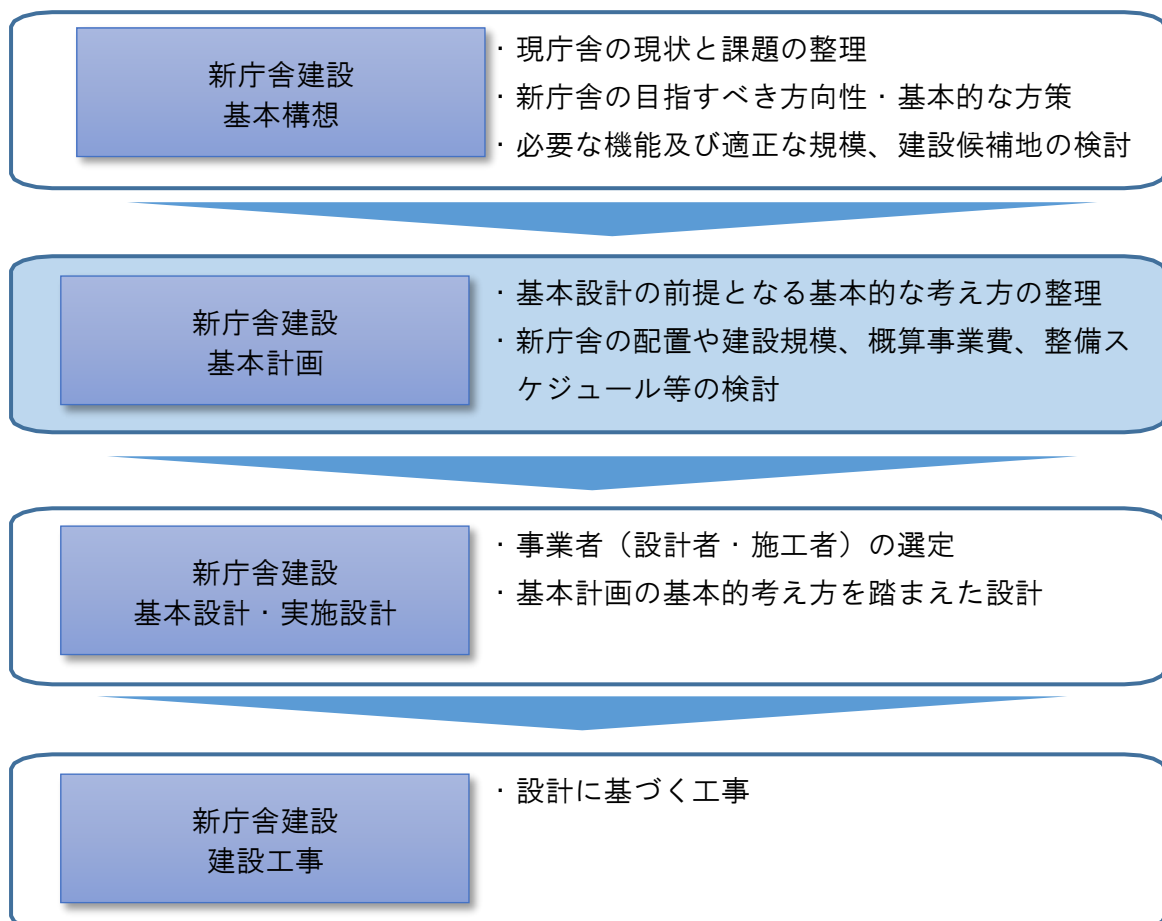 新庁舎建設
基本構想
・現庁舎の現状と課題の整理
・新庁舎の目指すべき方向性・基本的な方策
・必要な機能及び適正な規模、建設候補地の検討
新庁舎建設
基本計画
・基本設計の前提となる基本的な考え方の整理
・新庁舎の配置や建設規模、概算事業費、整備ス
ケジュール等の検討
新庁舎建設
基本設計・実施設計
・事業者（設計者・施工者）の選定
・基本計画の基本的考え方を踏まえた設計
新庁舎建設
建設工事
・設計に基づく工事